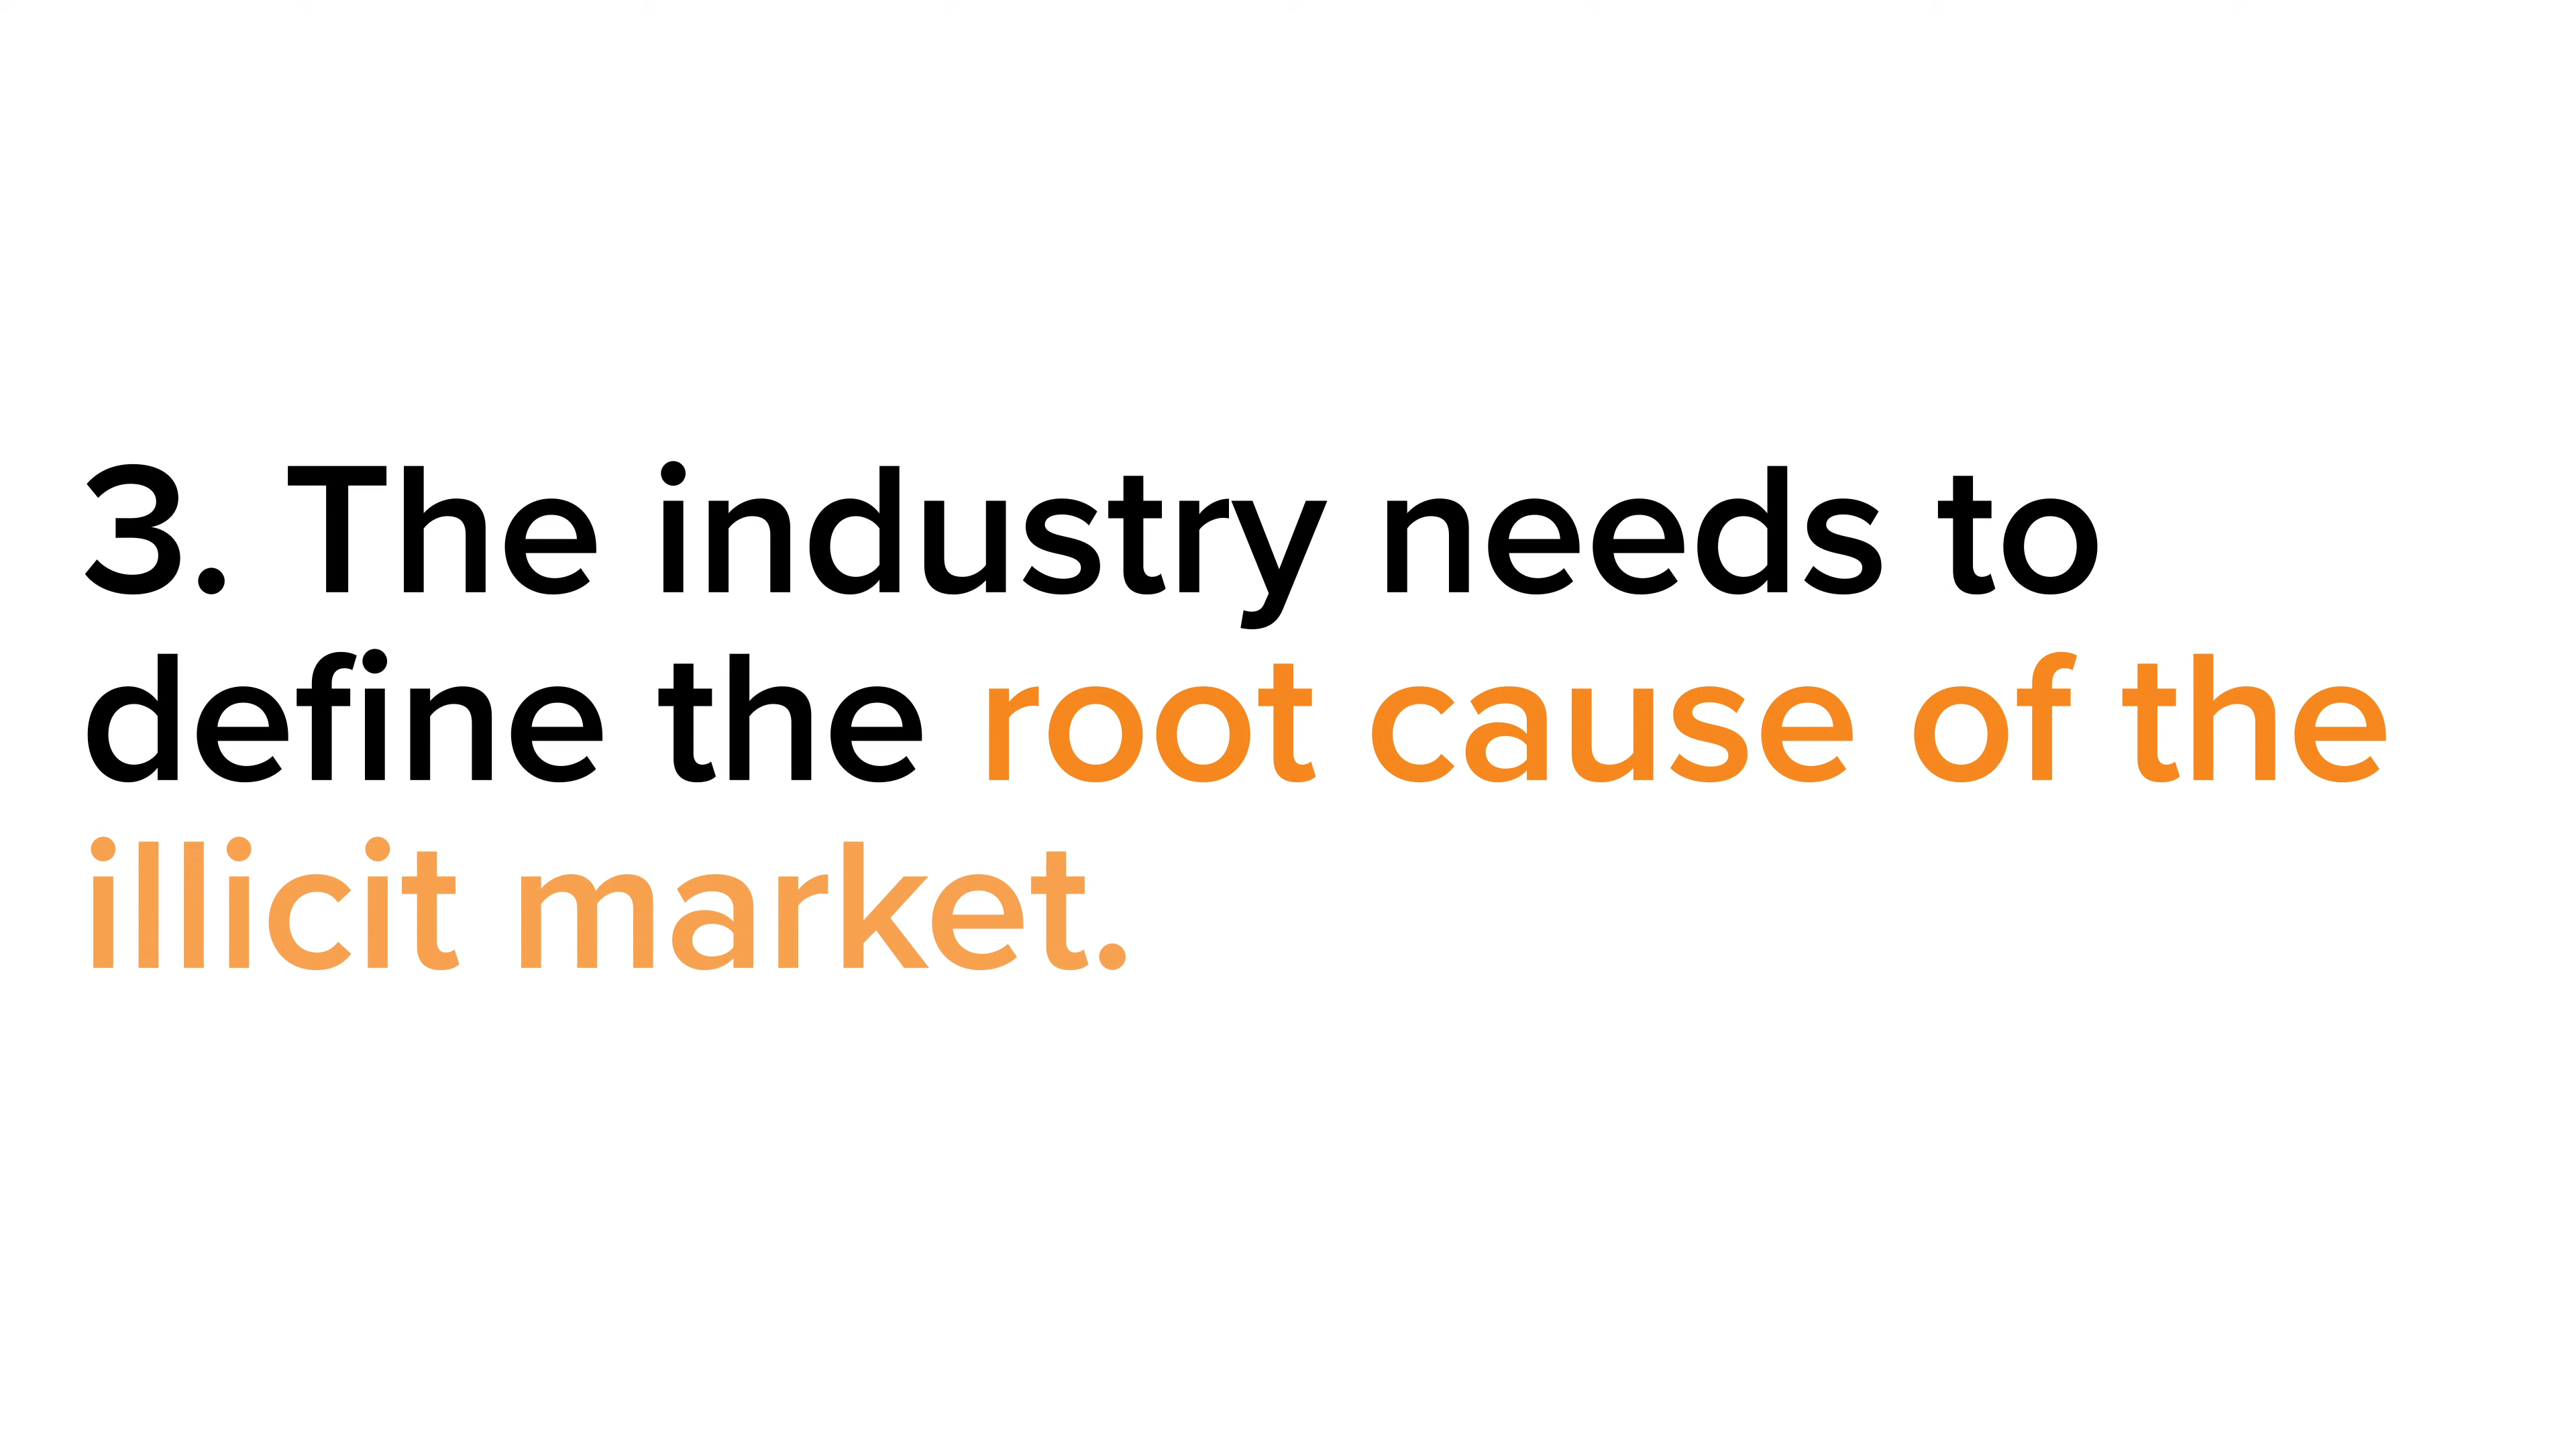 3. The industry needs to
define the root cause of the
illicit market.